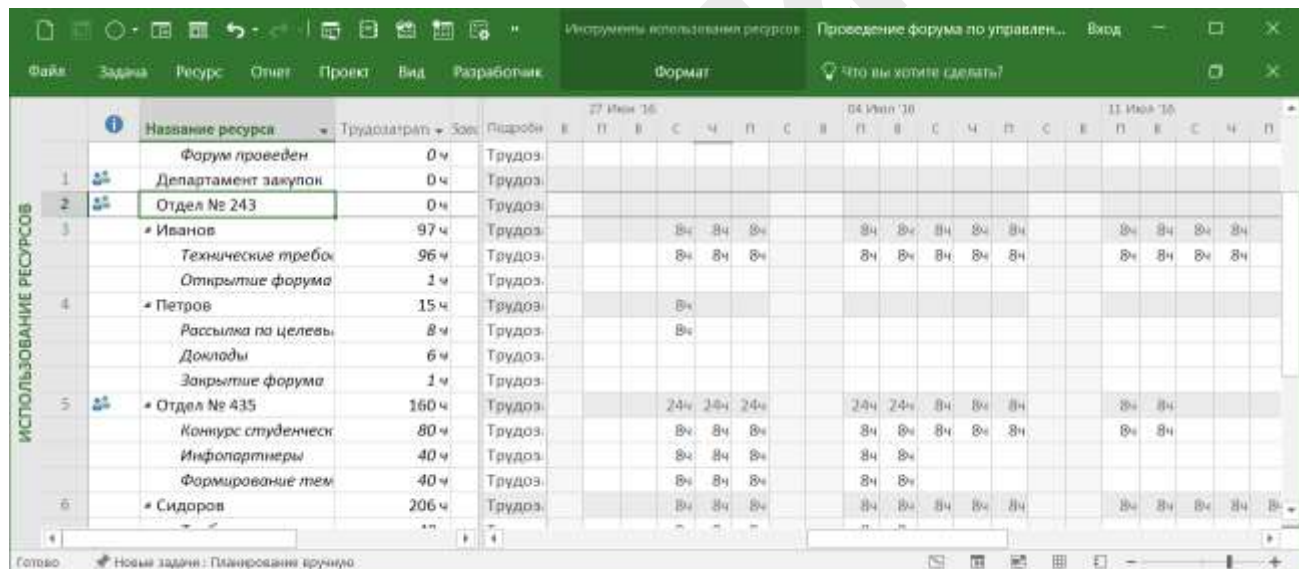 Инструменты использования ресурсов Проведение форума по управлен... Вход
Файл Задача Ресурс Отчет Проект Вид Разработчик Формат Что вы хотите сделать?
27 Июн '16 04 Июл '16 11 Июл '16
Название ресурса Трудозатрат Подробн В П В С Ч П С В П В С Ч П С В П В С Ч П
Форум проведен 0 ч Трудоз.
1 Департамент закупок 0 ч Трудоз.
2 Отдел № 243 0 ч Трудоз.
3 Иванов 97 ч Трудоз. 8ч 8ч 8ч 8ч 8ч 8ч 8ч 8ч 8ч 8ч 8ч 8ч
Технические требо 96 ч Трудоз. 8ч 8ч 8ч 8ч 8ч 8ч 8ч 8ч 8ч 8ч 8ч 8ч
Открытие форума 1 ч Трудоз.
4 Петров 15 ч Трудоз. 8ч
Рассылка по целевы 8 ч Трудоз. 8ч
Доклады 6 ч Трудоз.
Закрытие форума 1 ч Трудоз.
5 Отдел № 435 160 ч Трудоз. 24ч 24ч 24ч 24ч 24ч 8ч 8ч 8ч 8ч 8ч
Конкурс студенческ 80 ч Трудоз. 8ч 8ч 8ч 8ч 8ч 8ч 8ч 8ч 8ч 8ч
Инфопартнеры 40 ч Трудоз. 8ч 8ч 8ч 8ч 8ч
Формирование тем 40 ч Трудоз. 8ч 8ч 8ч 8ч 8ч
6 Сидоров 206 ч Трудоз. 8ч 8ч 8ч 8ч 8ч 8ч 8ч 8ч 8ч 8ч 8ч 8ч 8ч
ИСПОЛЬЗОВАНИЕ РЕСУРСОВ
Готово Новые задачи : Планирование вручную